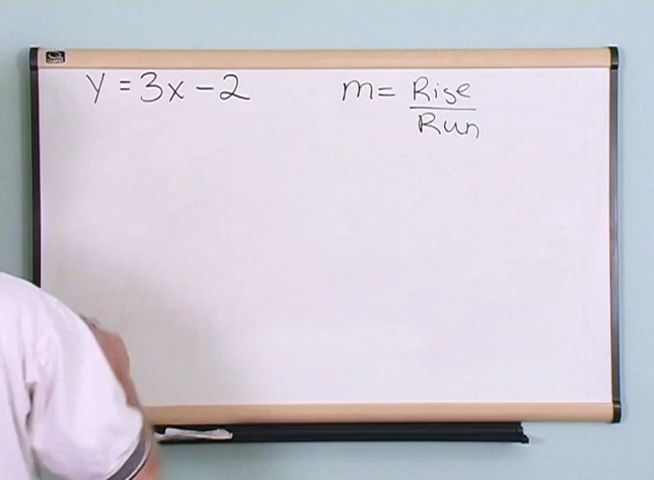 y = 3x - 2
m = Rise
Run